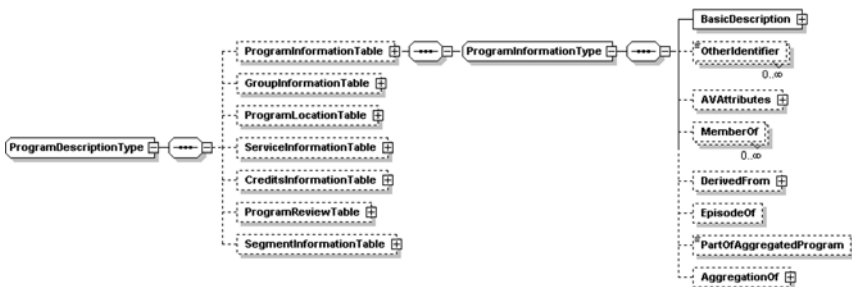 ProgramDescriptionType
ProgramInformationTable
GroupInformationTable
ProgramLocationTable
ServiceInformationTable
CreditsInformationTable
ProgramReviewTable
SegmentInformationTable
ProgramInformationType
BasicDescription
OtherIdentifier
0..∞
AVAttributes
MemberOf
0..∞
DerivedFrom
EpisodeOf
PartOfAggregatedProgram
AggregationOf